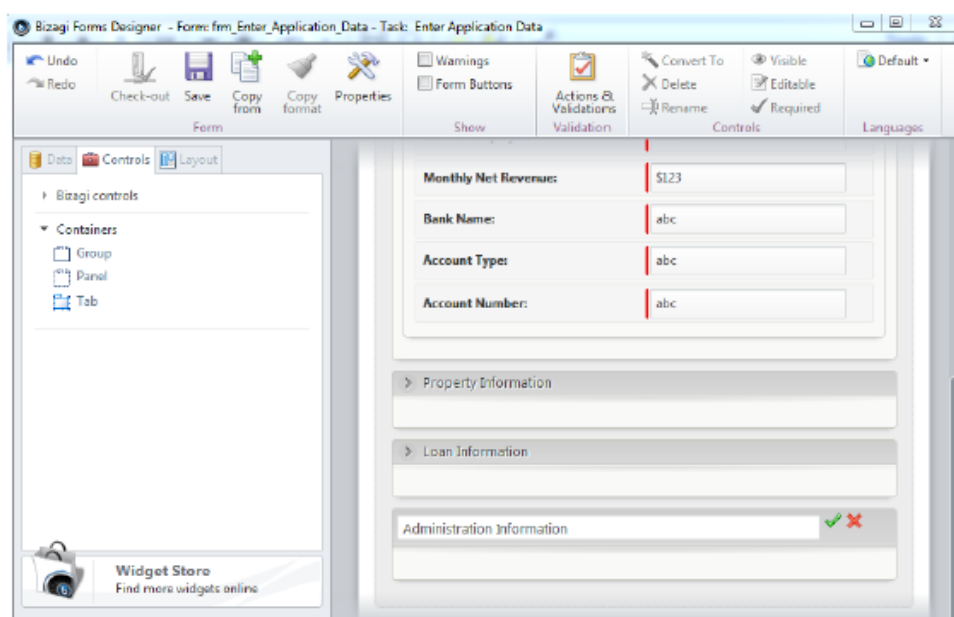 Bizagi Forms Designer - Form: frm_Enter_Application_Data - Task: Enter Application Data
Undo
Redo
Check-out
Save
Copy from
Copy format
Properties
Form
Warnings
Form Buttons
Show
Actions & Validations
Validation
Convert To
Delete
Rename
Visible
Editable
Required
Controls
Default
Languages
Data Controls Layout
Bizagi controls
Containers
Group
Panel
Tab
Widget Store
Find more widgets online
Monthly Net Revenue: $123
Bank Name: abc
Account Type: abc
Account Number: abc
Property Information
Loan Information
Administration Information